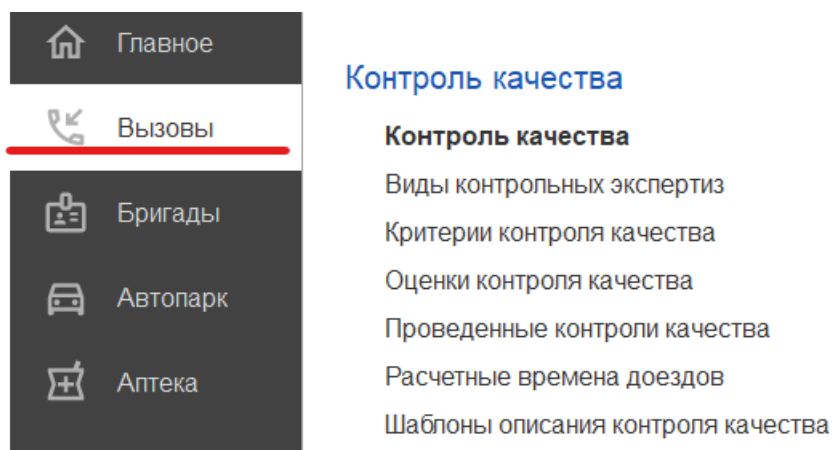 Главное
Вызовы
Бригады
Автопарк
Аптека
Контроль качества
Контроль качества
Виды контрольных экспертиз
Критерии контроля качества
Оценки контроля качества
Проведенные контроли качества
Расчетные времена доездов
Шаблоны описания контроля качества